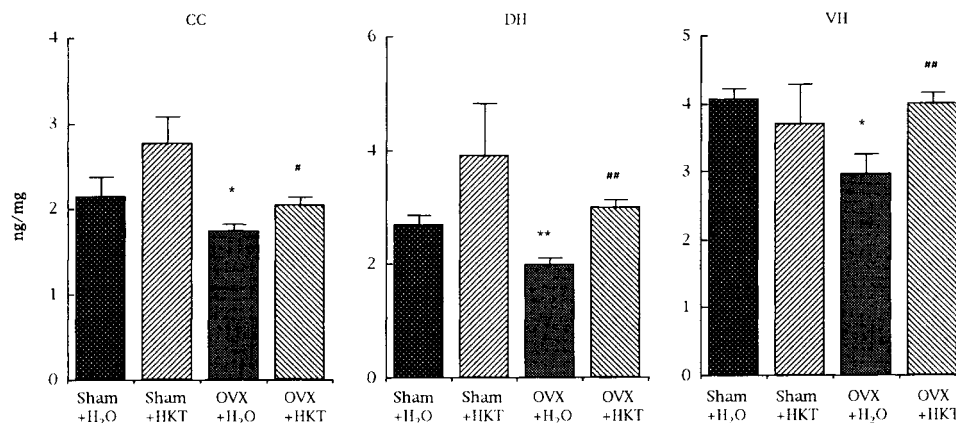 CC
DH
VH
4
3
2
1
0
ng/mg
*
#
Sham +H₂O
Sham +HKT
OVX +H₂O
OVX +HKT
6
4
2
0
**
##
Sham +H₂O
Sham +HKT
OVX +H₂O
OVX +HKT
5
4
3
2
1
0
*
##
Sham +H₂O
Sham +HKT
OVX +H₂O
OVX +HKT